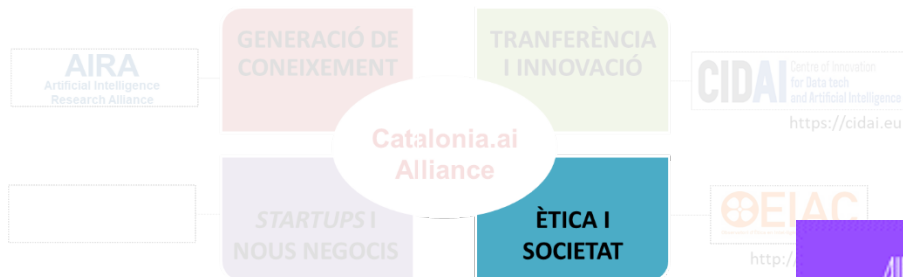 GENERACIÓ DE
CONEIXEMENT
TRANFERÈNCIA
I INNOVACIÓ
AIRA
Artificial Intelligence
Research Alliance
CIDAI Centre of Innovation
for Data tech
and Artificial Intelligence
https://cidai.eu
Catalonia.ai
Alliance
STARTUPS I
NOUS NEGOCIS
ÈTICA I
SOCIETAT
OEIAC
http:/